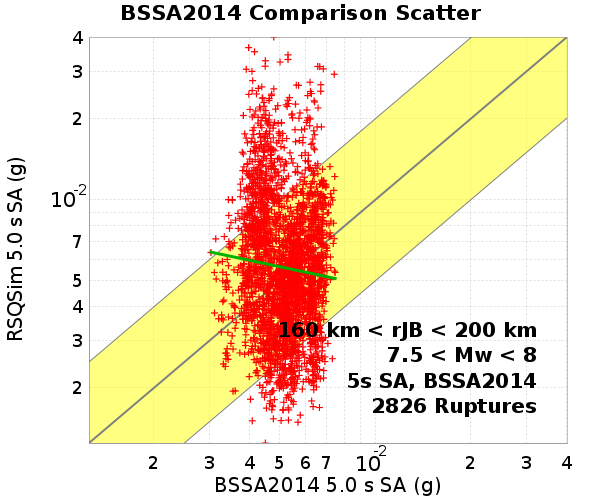 BSSA2014 Comparison Scatter
4
3
2
10-2
7
5
4
3
2
RSQSim 5.0 s SA (g)
160 km < rJB < 200 km
7.5 < Mw < 8
5s SA, BSSA2014
2826 Ruptures
2 3 4 5 6 7 10-2 2 3 4
BSSA2014 5.0 s SA (g)